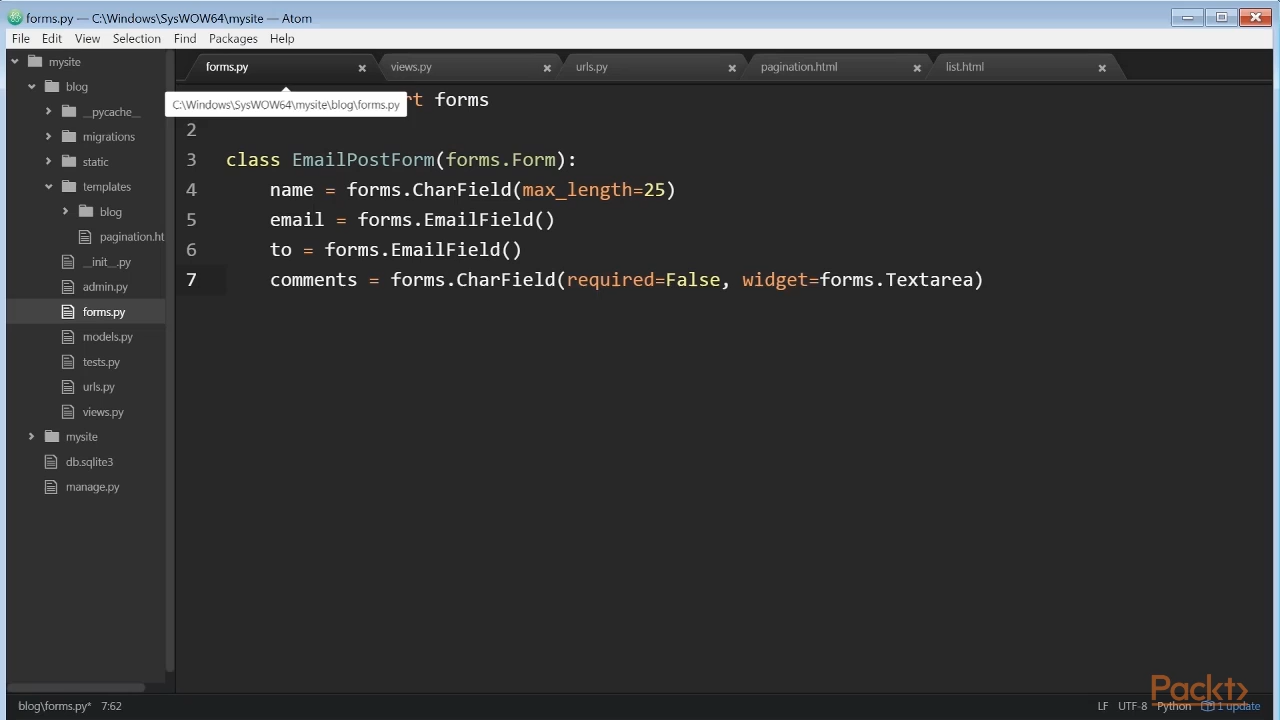 forms.py — C:\Windows\SysWOW64\mysite — Atom
File Edit View Selection Find Packages Help
mysite
blog
__pycache__
migrations
static
templates
blog
pagination.ht
__init__.py
admin.py
forms.py
models.py
tests.py
urls.py
views.py
mysite
db.sqlite3
manage.py
forms.py views.py urls.py pagination.html list.html
C:\Windows\SysWOW64\mysite\blog\forms.py
rt forms
2
3 class EmailPostForm(forms.Form):
4 name = forms.CharField(max_length=25)
5 email = forms.EmailField()
6 to = forms.EmailField()
7 comments = forms.CharField(required=False, widget=forms.Textarea)
Packt>
blog\forms.py* 7:62 LF UTF-8 Python 1 update